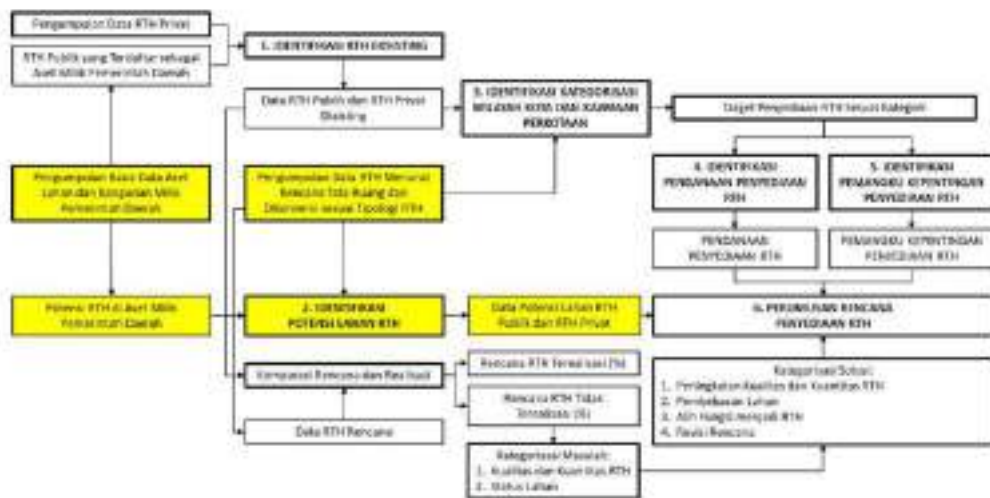 Pengumpulan Data RTH Privat
RTH Publik yang Terdaftar sebagai
Aset Milik Pemerintah Daerah
1. IDENTIFIKASI RTH EKSISTING
Data RTH Publik dan RTH Privat
Eksisting
3. IDENTIFIKASI KATEGORISASI
WILAYAH KOTA DAN KAWASAN
PERKOTAAN
Target Penyediaan RTH Sesuai Kategori
Pengumpulan Basis Data Aset
Lahan dan Bangunan Milik
Pemerintah Daerah
Pengumpulan Data RTH Menurut
Rencana Tata Ruang dan
Dikoreksi sesuai Tipologi RTH
4. IDENTIFIKASI
PENDANAAN PENYEDIAAN
RTH
5. IDENTIFIKASI
PEMANGKU KEPENTINGAN
PENYEDIAAN RTH
PENDANAAN
PENYEDIAAN RTH
PEMANGKU KEPENTINGAN
PENYEDIAAN RTH
Potensi RTH di Aset Milik
Pemerintah Daerah
2. IDENTIFIKASI
POTENSI LAHAN RTH
Data Potensi Lahan RTH
Publik dan RTH Privat
6. PERUMUSAN RENCANA
PENYEDIAAN RTH
Komparasi Rencana dan Realisasi
Rencana RTH Terealisasi (%)
Rencana RTH Tidak
Terealisasi (%)
Data RTH Rencana
Kategorisasi Masalah:
1. Kualitas dan Kuantitas RTH
2. Status Lahan
Kategorisasi Solusi:
1. Peningkatan Kualitas dan Kuantitas RTH
2. Pembebasan Lahan
3. Alih Fungsi menjadi RTH
4. Revisi Rencana